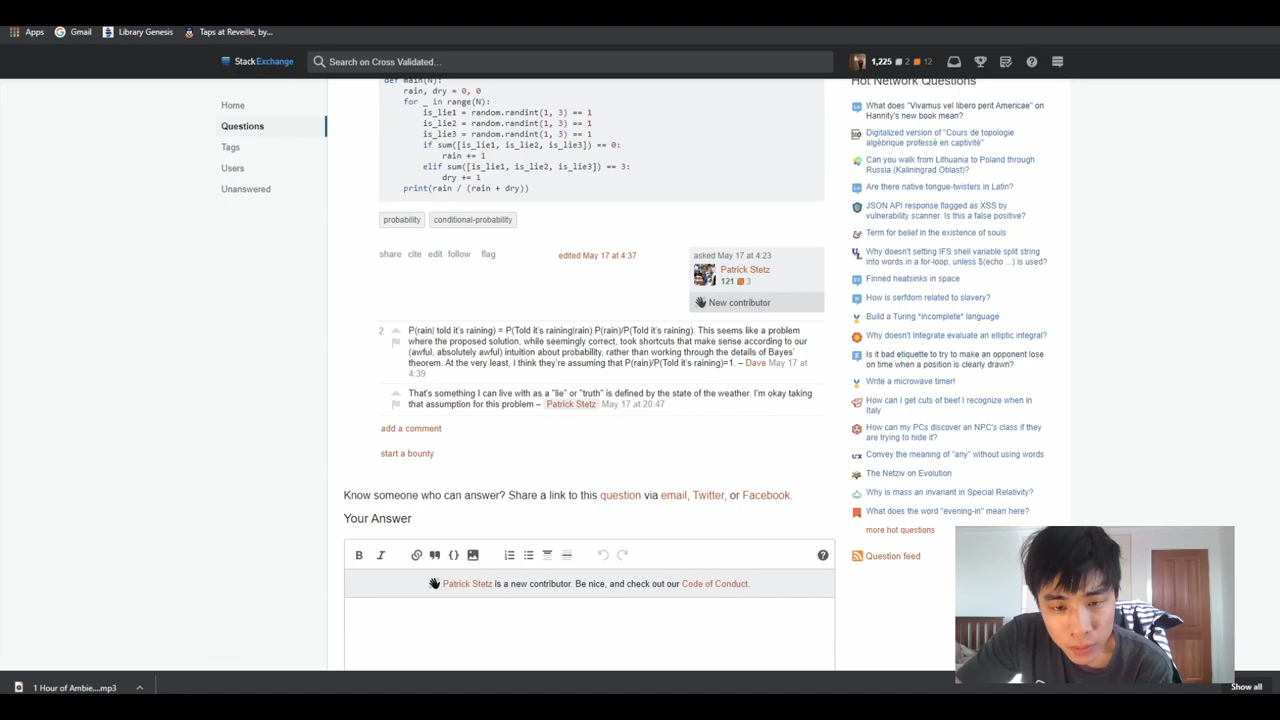 Apps Gmail Library Genesis Taps at Reveille, by...
StackExchange Search on Cross Validated... 1,225 2 12
Home
Questions
Tags
Users
Unanswered
def main(N):
rain, dry = 0, 0
for _ in range(N):
is_lie1 = random.randint(1, 3) == 1
is_lie2 = random.randint(1, 3) == 1
is_lie3 = random.randint(1, 3) == 1
if sum([is_lie1, is_lie2, is_lie3]) == 0:
rain += 1
elif sum([is_lie1, is_lie2, is_lie3]) == 3:
dry += 1
print(rain / (rain + dry))
probability conditional-probability
share cite edit follow flag
edited May 17 at 4:37
asked May 17 at 4:23
Patrick Stetz
121 3
New contributor
2 P(rain| told it's raining) = P(Told it's raining|rain) P(rain)/P(Told it's raining). This seems like a problem
where the proposed solution, while seemingly correct, took shortcuts that make sense according to our
(awful, absolutely awful) intuition about probability, rather than working through the details of Bayes'
theorem. At the very least, I think they're assuming that P(rain)/P(Told it's raining)=1. – Dave May 17 at
4:39
That's something I can live with as a "lie" or "truth" is defined by the state of the weather. I'm okay taking
that assumption for this problem – Patrick Stetz May 17 at 20:47
add a comment
start a bounty
Know someone who can answer? Share a link to this question via email, Twitter, or Facebook.
Your Answer
B I
Patrick Stetz is a new contributor. Be nice, and check out our Code of Conduct.
Hot Network Questions
What does "Vivamus vel libero perit Americae" on
Hannity's new book mean?
Digitalized version of "Cours de topologie
algébrique professé en captivité"
Can you walk from Lithuania to Poland through
Russia (Kaliningrad Oblast)?
Are there native tongue-twisters in Latin?
JSON API response flagged as XSS by
vulnerability scanner. Is this a false positive?
Term for belief in the existence of souls
Why doesn't setting IFS shell variable split string
into words in a for-loop, unless $(echo ...) is used?
Finned heatsinks in space
How is serfdom related to slavery?
Build a Turing *incomplete* language
Why doesn't Integrate evaluate an elliptic integral?
Is it bad etiquette to try to make an opponent lose
on time when a position is clearly drawn?
Write a microwave timer!
How can I get cuts of beef I recognize when in
Italy
How can my PCs discover an NPC's class if they
are trying to hide it?
Convey the meaning of "any" without using words
The Netziv on Evolution
Why is mass an invariant in Special Relativity?
What does the word "evening-in" mean here?
more hot questions
Question feed
1 Hour of Ambie....mp3
Show all